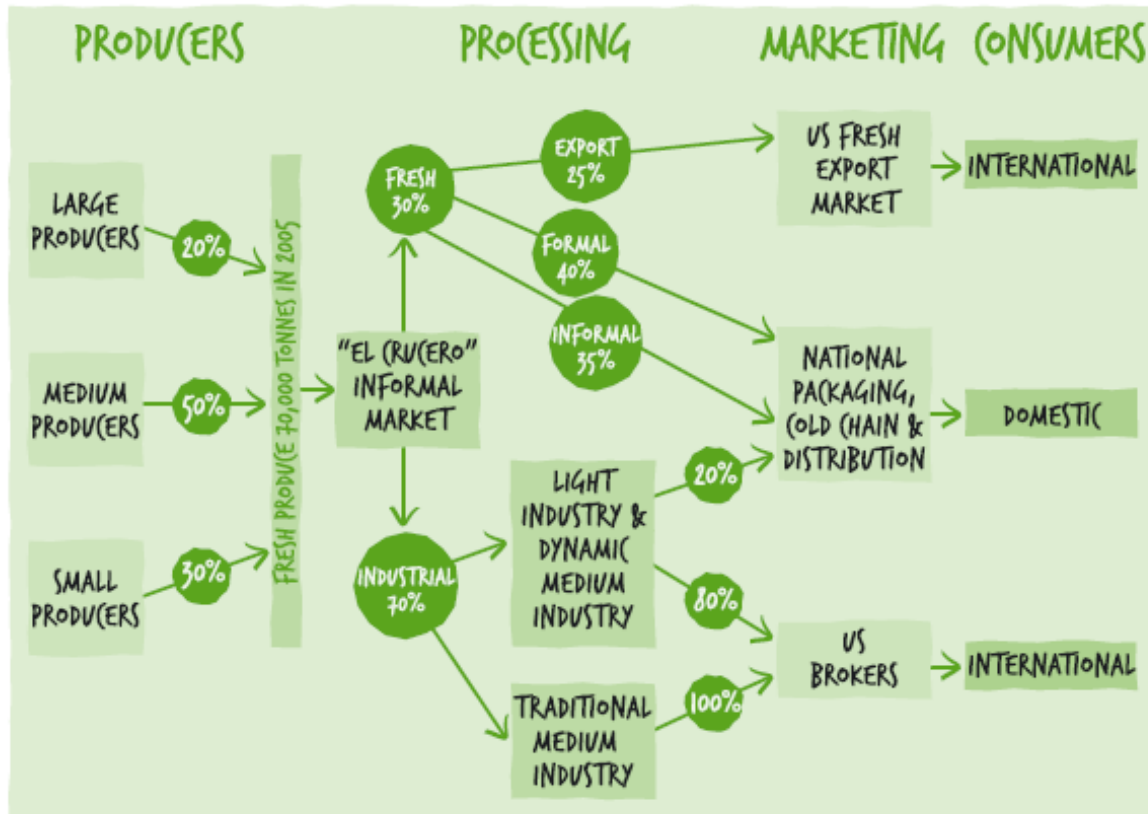 PRODUCERS
PROCESSING
MARKETING
CONSUMERS
LARGE
PRODUCERS
20%
MEDIUM
PRODUCERS
50%
SMALL
PRODUCERS
30%
FRESH PRODUCE 70,000 TONNES IN 2005
"EL CRUCERO"
INFORMAL
MARKET
FRESH
30%
INDUSTRIAL
70%
EXPORT
25%
FORMAL
40%
INFORMAL
35%
LIGHT
INDUSTRY &
DYNAMIC
MEDIUM
INDUSTRY
20%
80%
TRADITIONAL
MEDIUM
INDUSTRY
100%
US FRESH
EXPORT
MARKET
INTERNATIONAL
NATIONAL
PACKAGING,
COLD CHAIN &
DISTRIBUTION
DOMESTIC
US
BROKERS
INTERNATIONAL